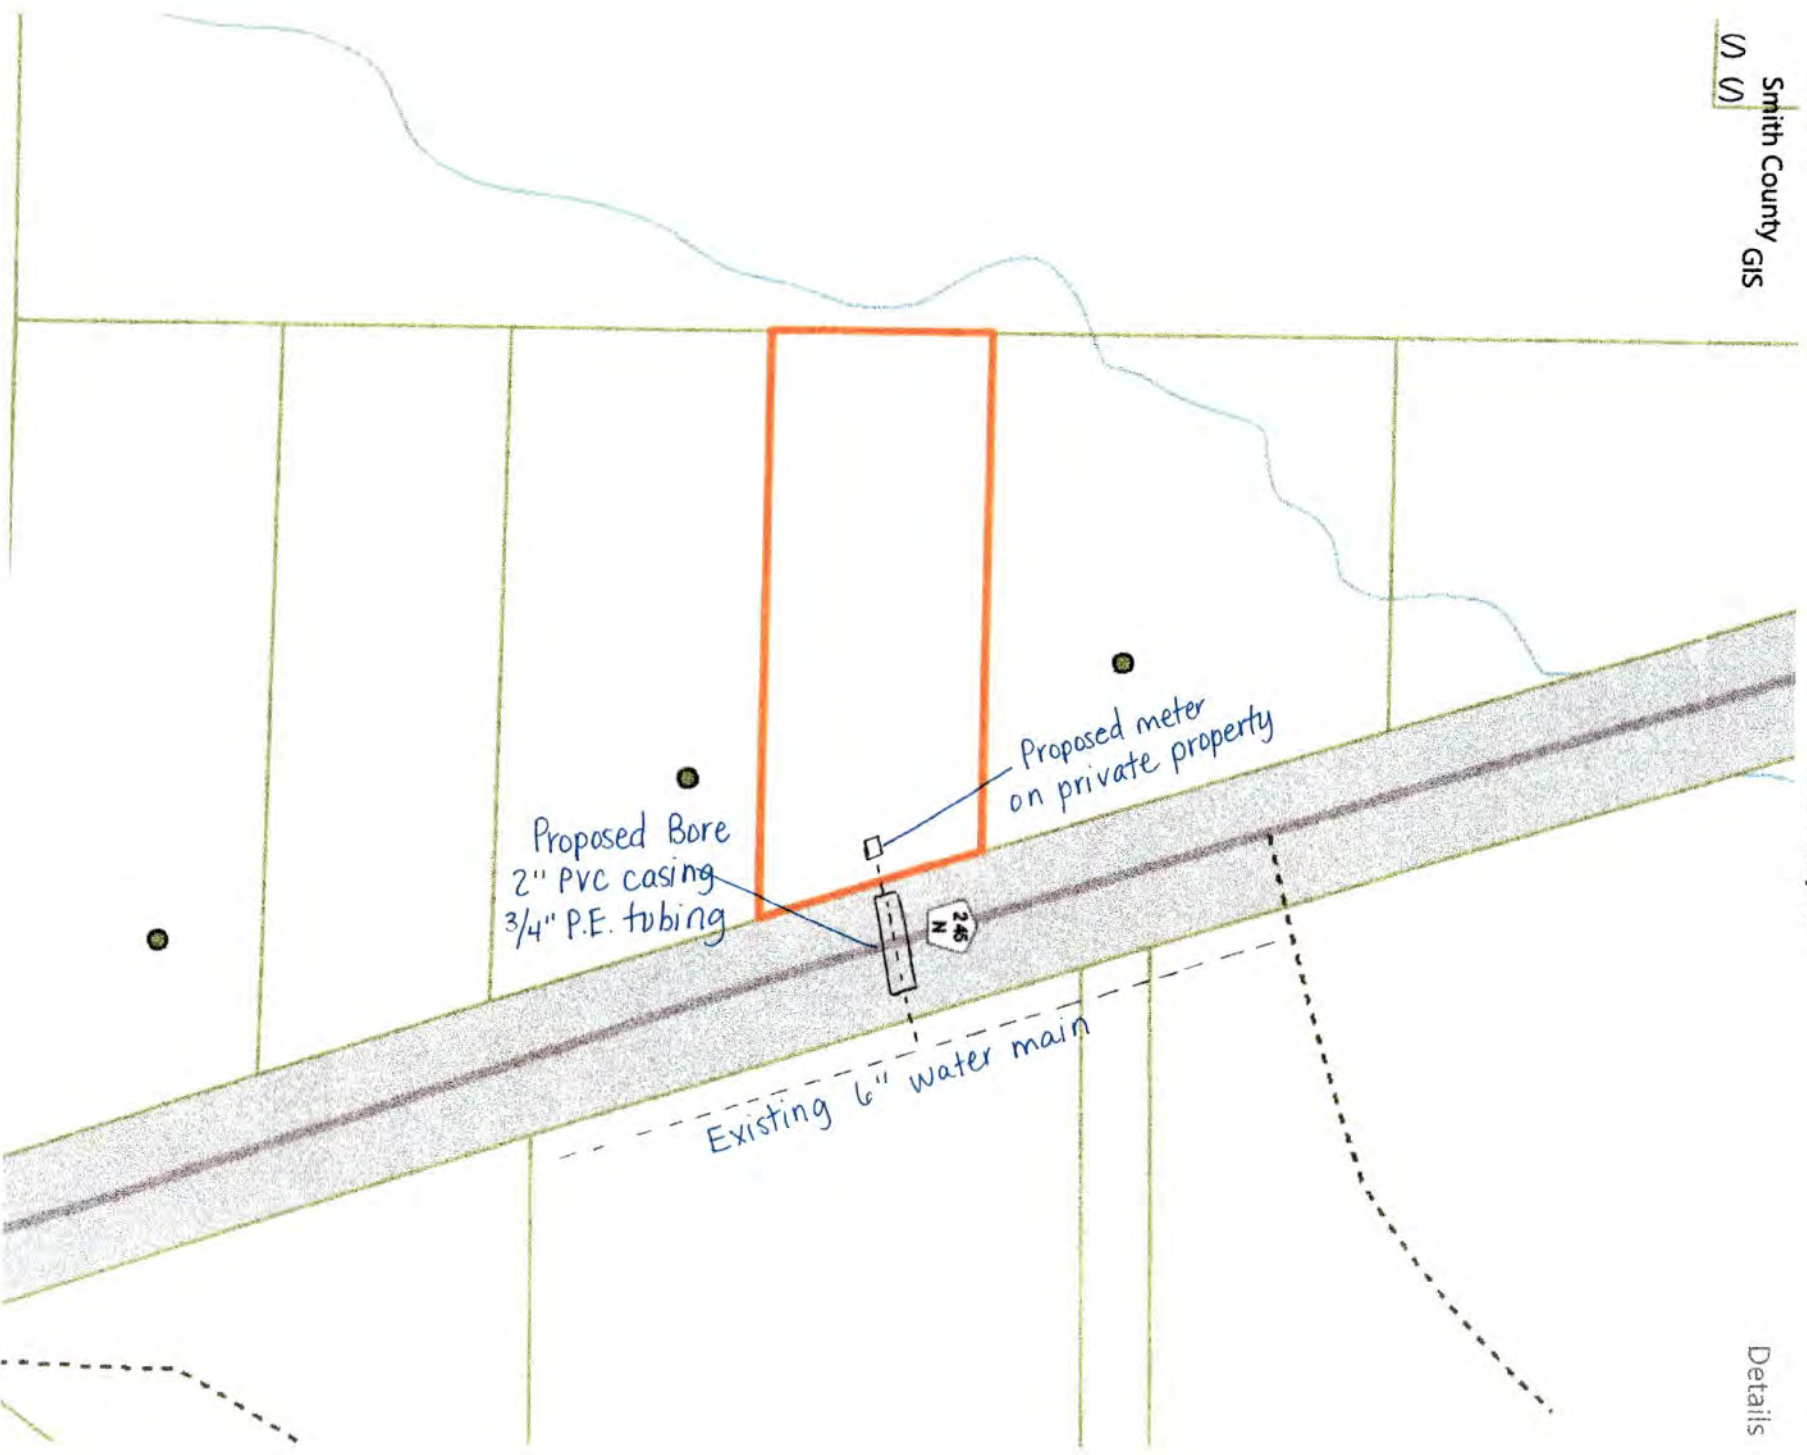 Smith County
GIS
Proposed meter
on private property
Proposed Bore
2" PVC casing
3/4" P.E. tubing
246
N
Existing 6" water main
Details